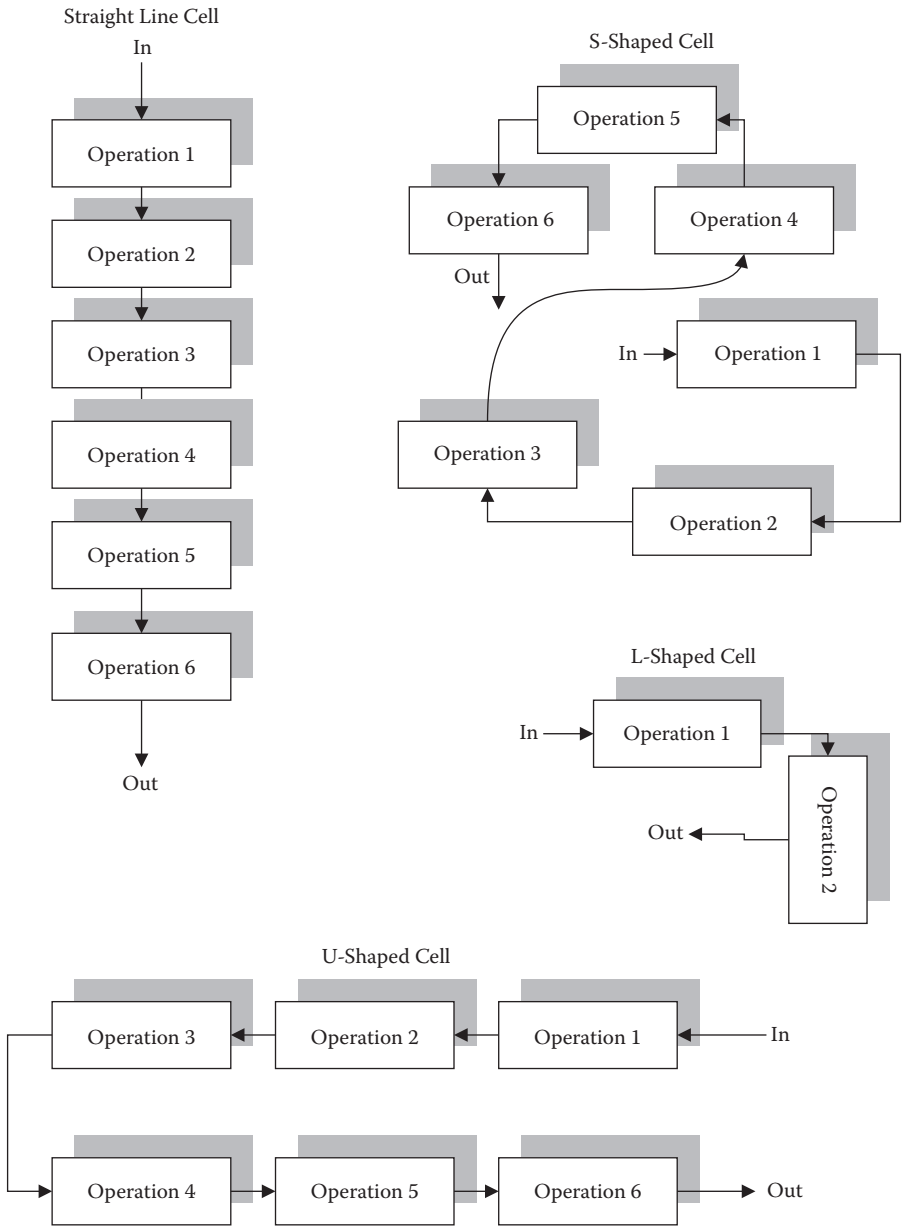 Straight Line Cell
In
Operation 1
Operation 2
Operation 3
Operation 4
Operation 5
Operation 6
Out
S-Shaped Cell
Operation 5
Operation 6
Operation 4
Out
In
Operation 1
Operation 3
Operation 2
L-Shaped Cell
In
Operation 1
Operation 2
Out
U-Shaped Cell
Operation 3
Operation 2
Operation 1
In
Operation 4
Operation 5
Operation 6
Out